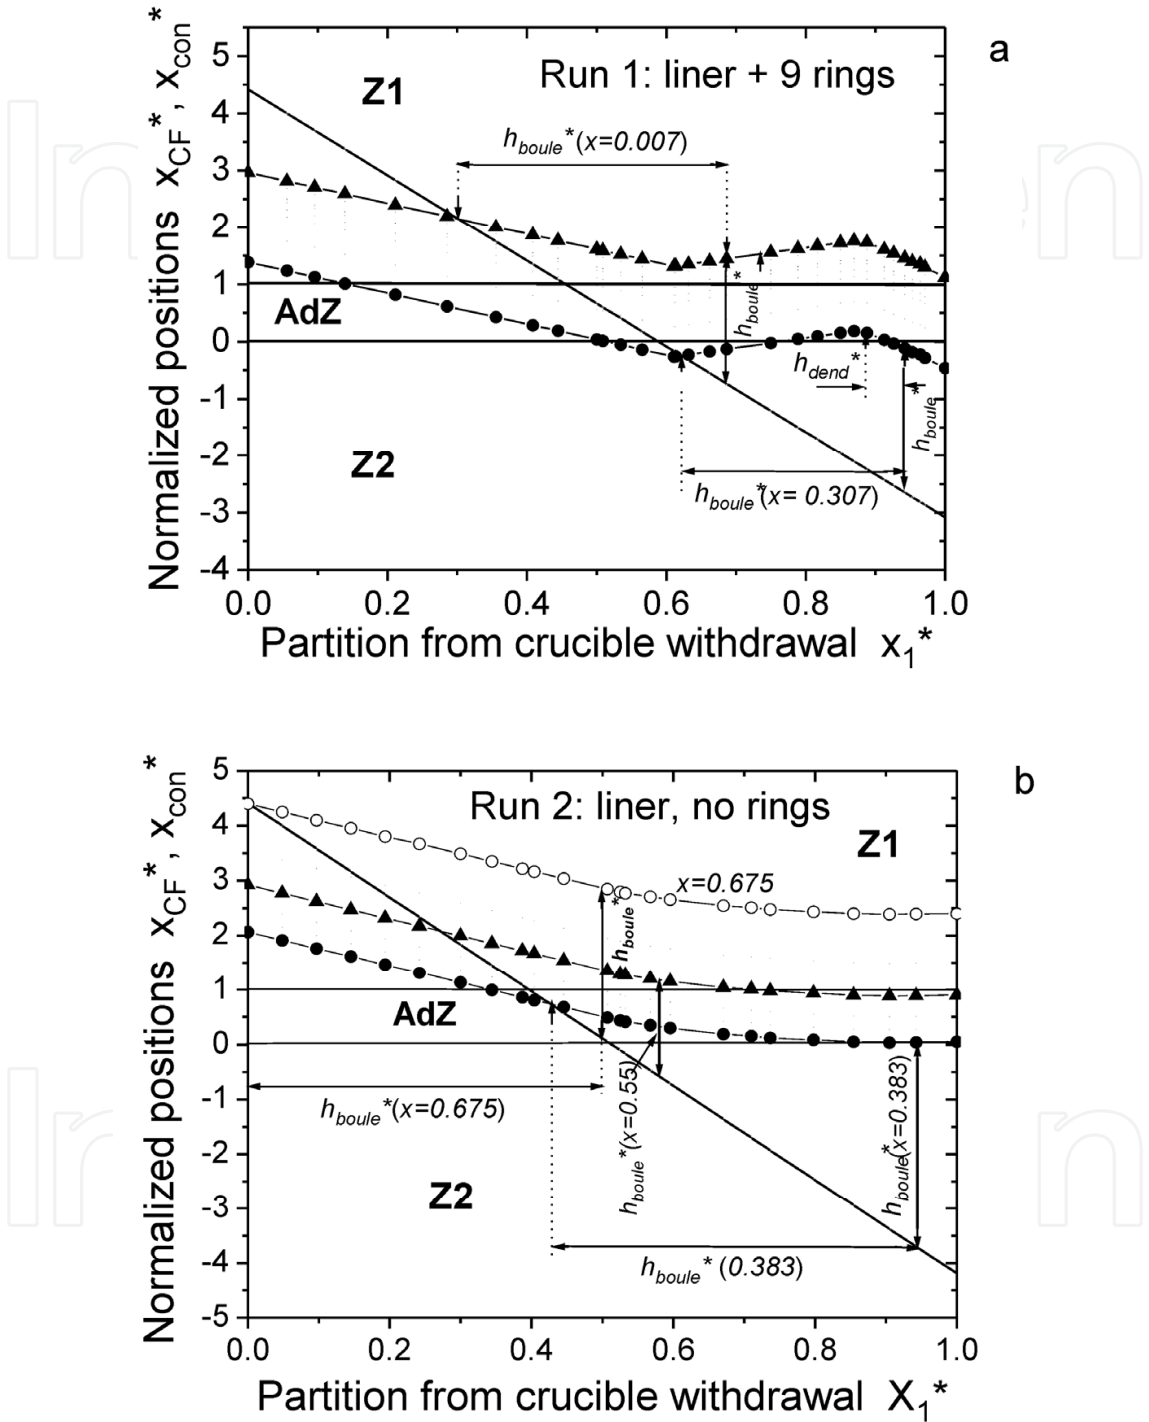 a
Run 1: liner + 9 rings
Z1
h_boule*(x=0.007)
AdZ
h_boule*
h_dend*
h_boule*
Z2
h_boule*(x= 0.307)
5
4
3
2
1
0
-1
-2
-3
-4
Normalized positions x_CF*, x_con*
0.0 0.2 0.4 0.6 0.8 1.0
Partition from crucible withdrawal x_1*
b
Run 2: liner, no rings
Z1
x=0.675
h_boule*
AdZ
h_boule*(x=0.675)
h_boule*(x=0.55)
h_boule*(x=0.383)
Z2
h_boule*(0.383)
5
4
3
2
1
0
-1
-2
-3
-4
-5
Normalized positions x_CF*, x_con*
0.0 0.2 0.4 0.6 0.8 1.0
Partition from crucible withdrawal X_1*